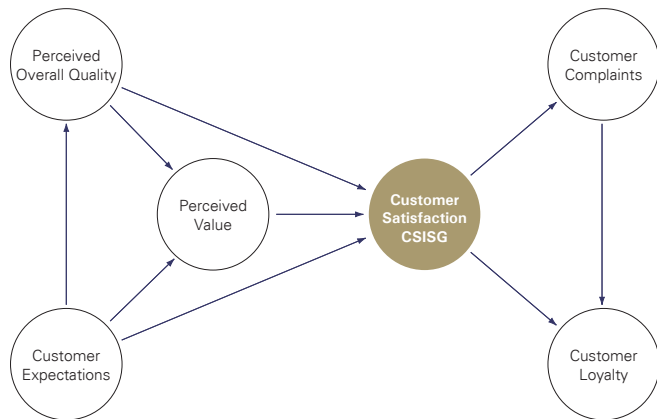 Perceived
Overall Quality
Customer
Complaints
Perceived
Value
Customer
Satisfaction
CSISG
Customer
Expectations
Customer
Loyalty